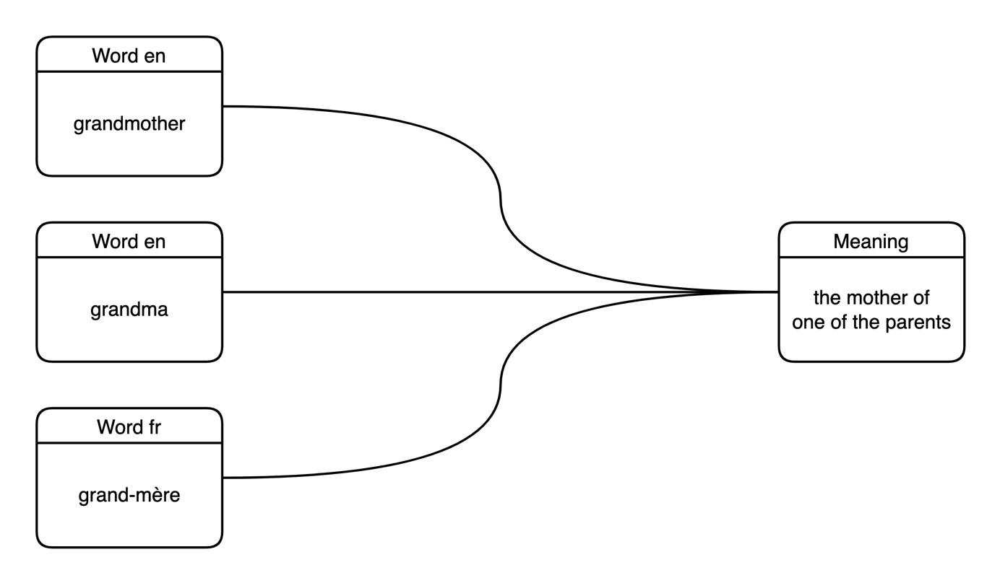 Word en
grandmother
Word en
grandma
Word fr
grand-mère
Meaning
the mother of
one of the parents